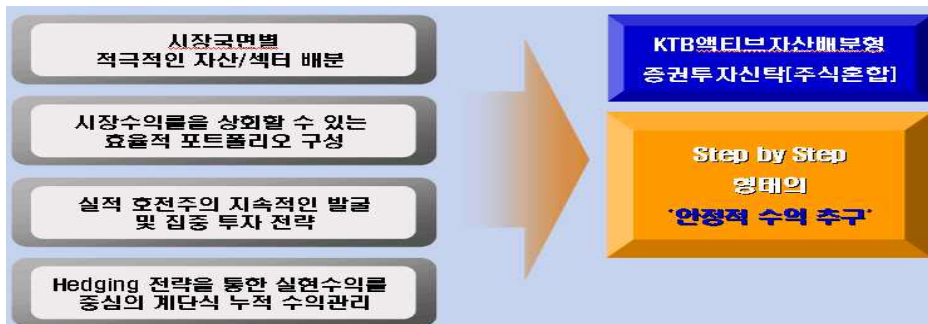 시장국면별
적극적인 자산/섹터 배분
시장수익률을 상회할 수 있는
효율적 포트폴리오 구성
실적 호전주의 지속적인 발굴
및 집중 투자 전략
Hedging 전략을 통한 실현수익률
중심의 계단식 누적 수익관리
KTB액티브자산배분형
증권투자신탁[주식혼합]
Step by Step
형태의
'안정적 수익 추구'